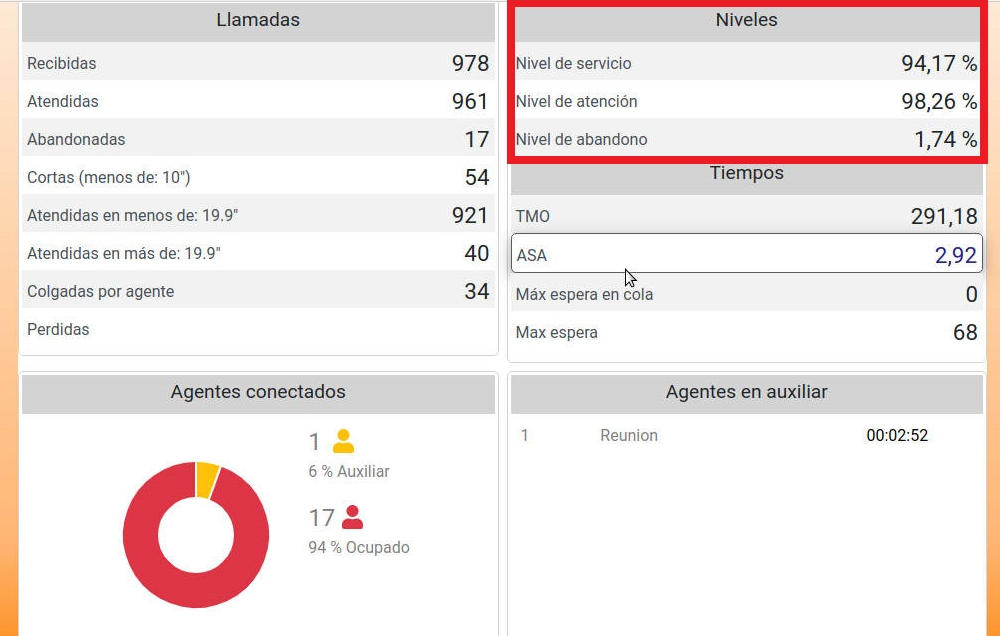 Llamadas
Recibidas 978
Atendidas 961
Abandonadas 17
Cortas (menos de: 10") 54
Atendidas en menos de: 19.9" 921
Atendidas en más de: 19.9" 40
Colgadas por agente 34
Perdidas
Niveles
Nivel de servicio 94,17 %
Nivel de atención 98,26 %
Nivel de abandono 1,74 %
Tiempos
TMO 291,18
ASA 2,92
Máx espera en cola 0
Max espera 68
Agentes conectados
1
6 % Auxiliar
17
94 % Ocupado
Agentes en auxiliar
1 Reunion 00:02:52